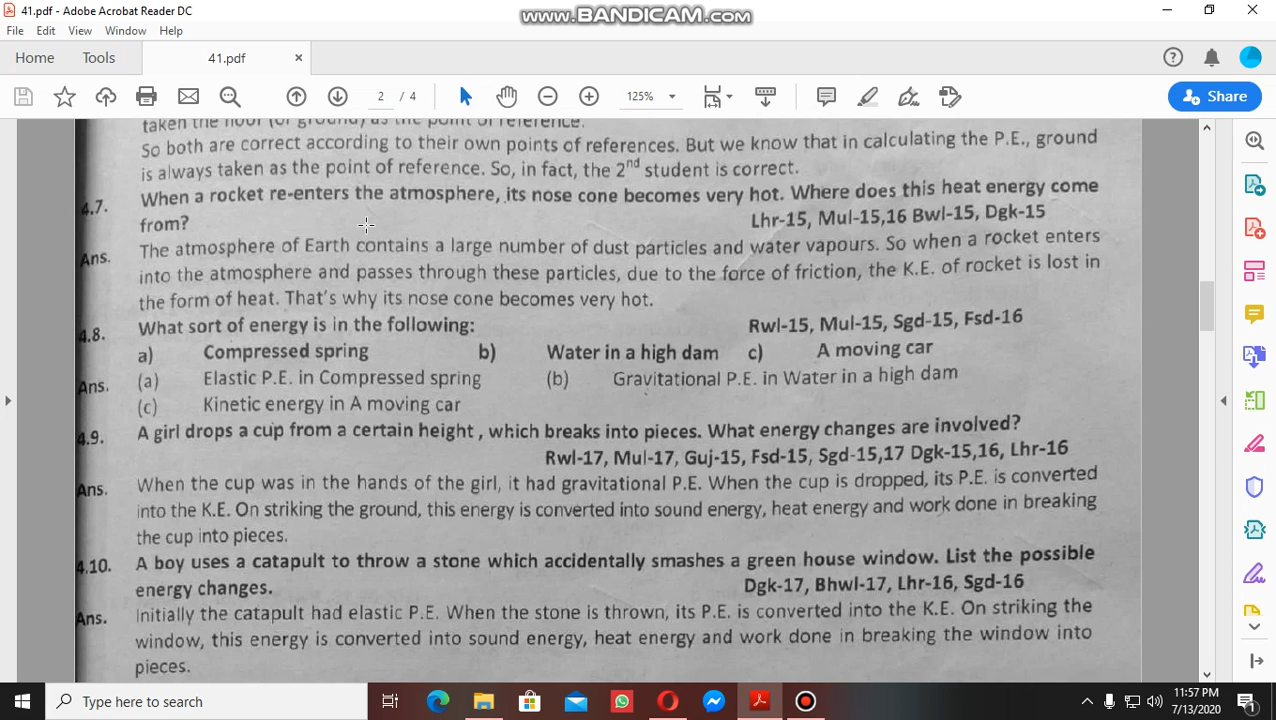 41.pdf - Adobe Acrobat Reader DC
www.BANDICAM.com
File Edit View Window Help
Home Tools 41.pdf ×
2 / 4 125% Share
taken the floor (or ground) as the point of reference.
So both are correct according to their own points of references. But we know that in calculating the P.E., ground
is always taken as the point of reference. So, in fact, the 2nd student is correct.
4.7. When a rocket re-enters the atmosphere, its nose cone becomes very hot. Where does this heat energy come
from? Lhr-15, Mul-15,16 Bwl-15, Dgk-15
Ans. The atmosphere of Earth contains a large number of dust particles and water vapours. So when a rocket enters
into the atmosphere and passes through these particles, due to the force of friction, the K.E. of rocket is lost in
the form of heat. That's why its nose cone becomes very hot.
4.8. What sort of energy is in the following: Rwl-15, Mul-15, Sgd-15, Fsd-16
a) Compressed spring b) Water in a high dam c) A moving car
Ans. (a) Elastic P.E. in Compressed spring (b) Gravitational P.E. in Water in a high dam
(c) Kinetic energy in A moving car
4.9. A girl drops a cup from a certain height , which breaks into pieces. What energy changes are involved?
Rwl-17, Mul-17, Guj-15, Fsd-15, Sgd-15,17 Dgk-15,16, Lhr-16
Ans. When the cup was in the hands of the girl, it had gravitational P.E. When the cup is dropped, its P.E. is converted
into the K.E. On striking the ground, this energy is converted into sound energy, heat energy and work done in breaking
the cup into pieces.
4.10. A boy uses a catapult to throw a stone which accidentally smashes a green house window. List the possible
energy changes. Dgk-17, Bhwl-17, Lhr-16, Sgd-16
Ans. Initially the catapult had elastic P.E. When the stone is thrown, its P.E. is converted into the K.E. On striking the
window, this energy is converted into sound energy, heat energy and work done in breaking the window into
pieces.
Type here to search
11:57 PM
7/13/2020
1